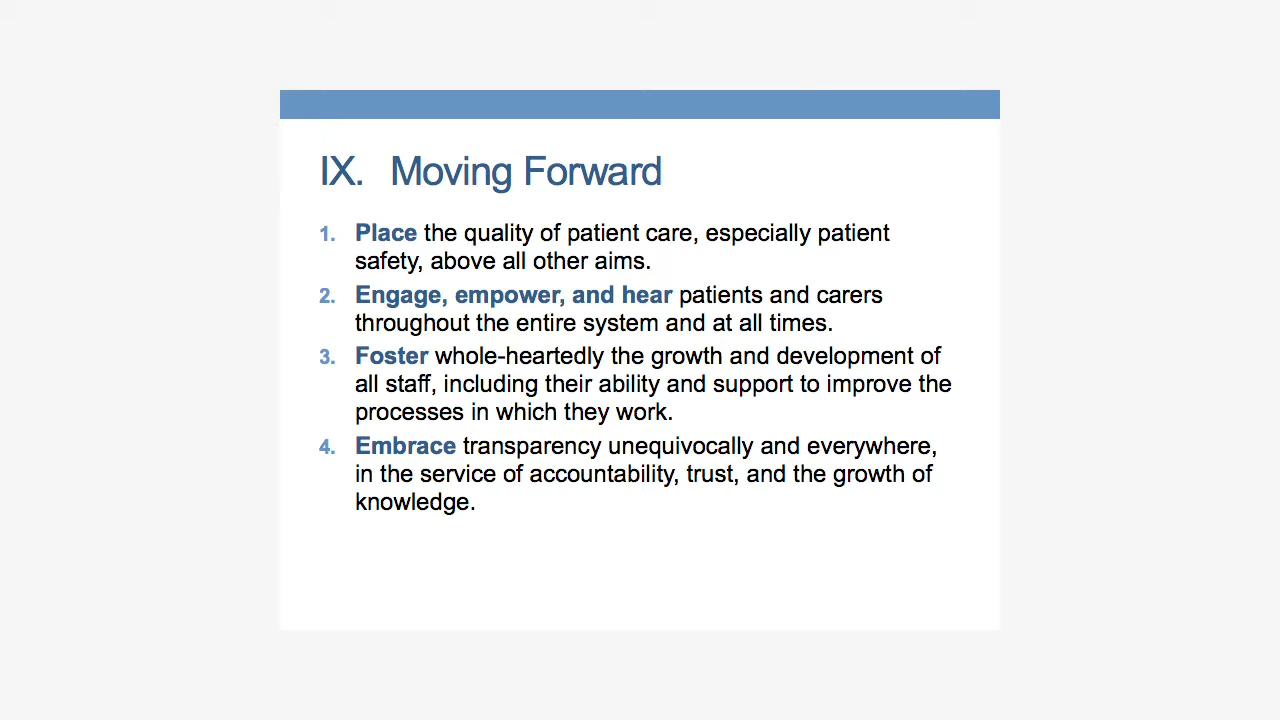 IX. Moving Forward
1. Place the quality of patient care, especially patient
safety, above all other aims.
2. Engage, empower, and hear patients and carers
throughout the entire system and at all times.
3. Foster whole-heartedly the growth and development of
all staff, including their ability and support to improve the
processes in which they work.
4. Embrace transparency unequivocally and everywhere,
in the service of accountability, trust, and the growth of
knowledge.